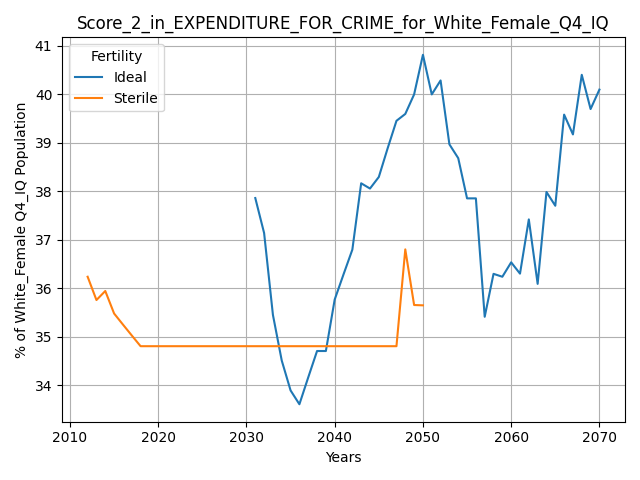 Score_2_in_EXPENDITURE_FOR_CRIME_for_White_Female_Q4_IQ
Fertility
Ideal
Sterile
% of White_Female Q4_IQ Population
41
40
39
38
37
36
35
34
2010 2020 2030 2040 2050 2060 2070
Years